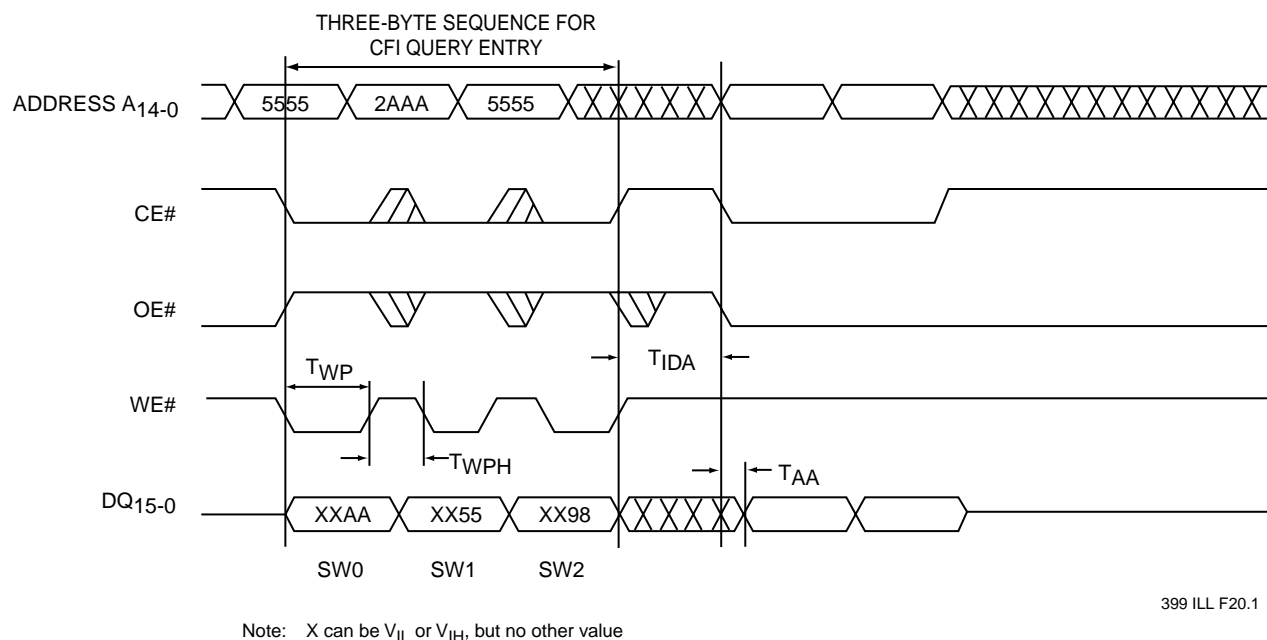 THREE-BYTE SEQUENCE FOR
CFI QUERY ENTRY
ADDRESS A14-0
5555 2AAA 5555
CE#
OE#
TWP
TIDA
WE#
TWPH
TAA
DQ15-0
XXAA XX55 XX98
SW0 SW1 SW2
399 ILL F20.1
Note: X can be VIL or VIH, but no other value